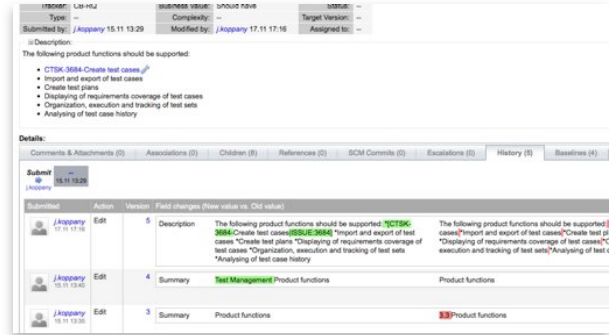 Tracker: CB-RQ Business Value: Should have Status: --
Type: -- Complexity: -- Target Version: --
Submitted by: j.koppany 15.11 13:29 Modified by: j.koppany 17.11 17:16 Assigned to: --
Description:
The following product functions should be supported:
CTSK-3684-Create test cases
Import and export of test cases
Create test plans
Displaying of requirements coverage of test cases
Organization, execution and tracking of test sets
Analysing of test case history
Details:
Comments & Attachments (0) Associations (0) Children (8) References (0) SCM Commits (0) Escalations (0) History (5) Baselines (4)
Submit --
15.11 13:29
j.koppany
Submitted Action Version Field changes (New value vs. Old value)
j.koppany Edit 5 Description The following product functions should be supported: *[CTSK- The following product functions should be supported:
17.11 17:16 3684-Create test cases|ISSUE:3684] *Import and export of test cases *Import and export of test cases *Create test pl
cases *Create test plans *Displaying of requirements coverage of *Displaying of requirements coverage of test cases *O
test cases *Organization, execution and tracking of test sets execution and tracking of test sets *Analysing of test c
*Analysing of test case history
j.koppany Edit 4 Summary Test Management Product functions Product functions
15.11 13:40
j.koppany Edit 3 Summary Product functions 3.3 Product functions
15.11 13:35